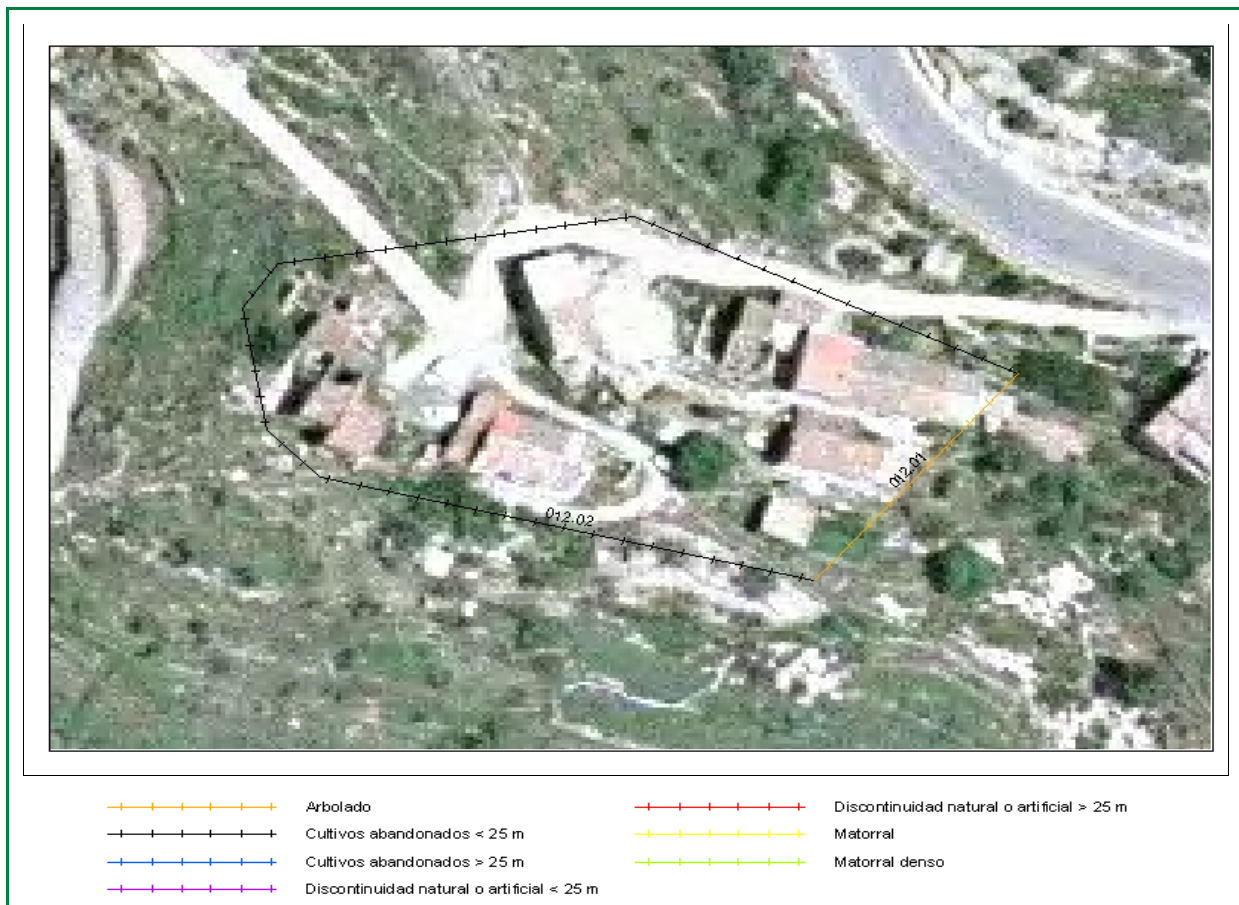 012.01
012.02
Arbolado
Cultivos abandonados < 25 m
Cultivos abandonados > 25 m
Discontinuidad natural o artificial < 25 m
Discontinuidad natural o artificial > 25 m
Matorral
Matorral denso